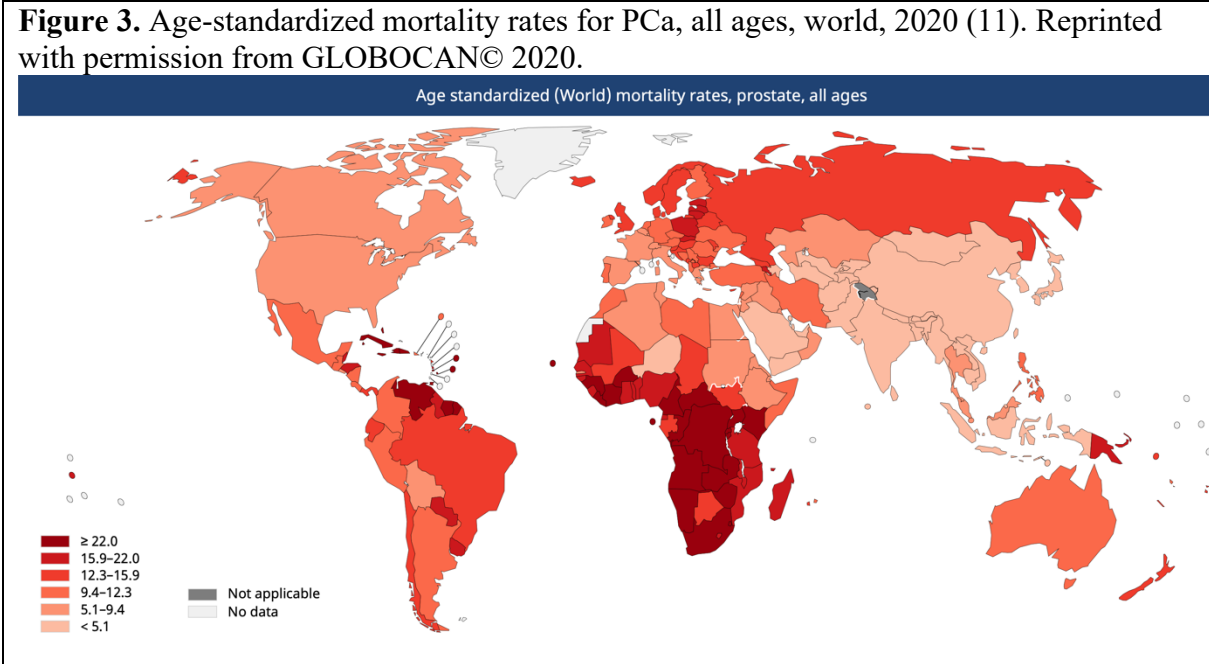 Figure 3. Age-standardized mortality rates for PCa, all ages, world, 2020 (11). Reprinted
with permission from GLOBOCAN© 2020.
Age standardized (World) mortality rates, prostate, all ages
≥ 22.0
15.9–22.0
12.3–15.9
9.4–12.3
5.1–9.4
< 5.1
Not applicable
No data